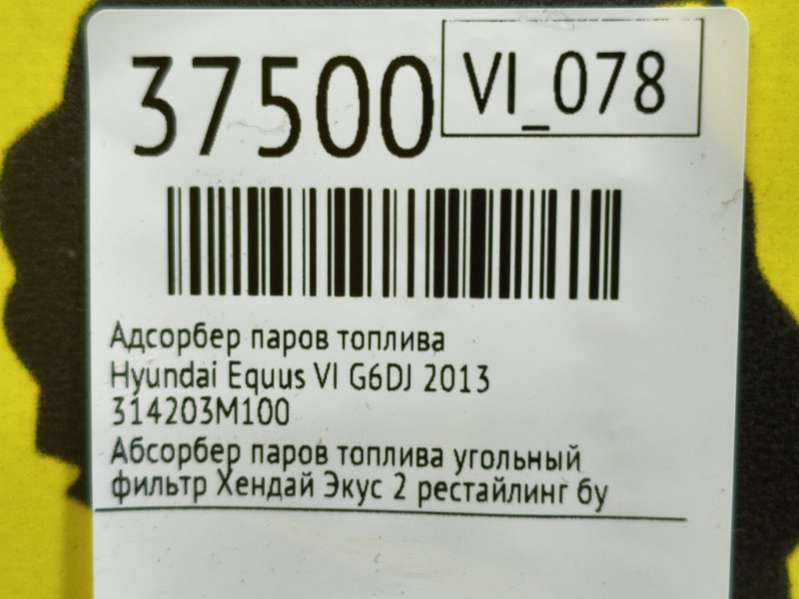 37500
VI_078
Адсорбер паров топлива
Hyundai Equus VI G6DJ 2013
314203M100
Абсорбер паров топлива угольный
фильтр Хендай Экус 2 рестайлинг бу